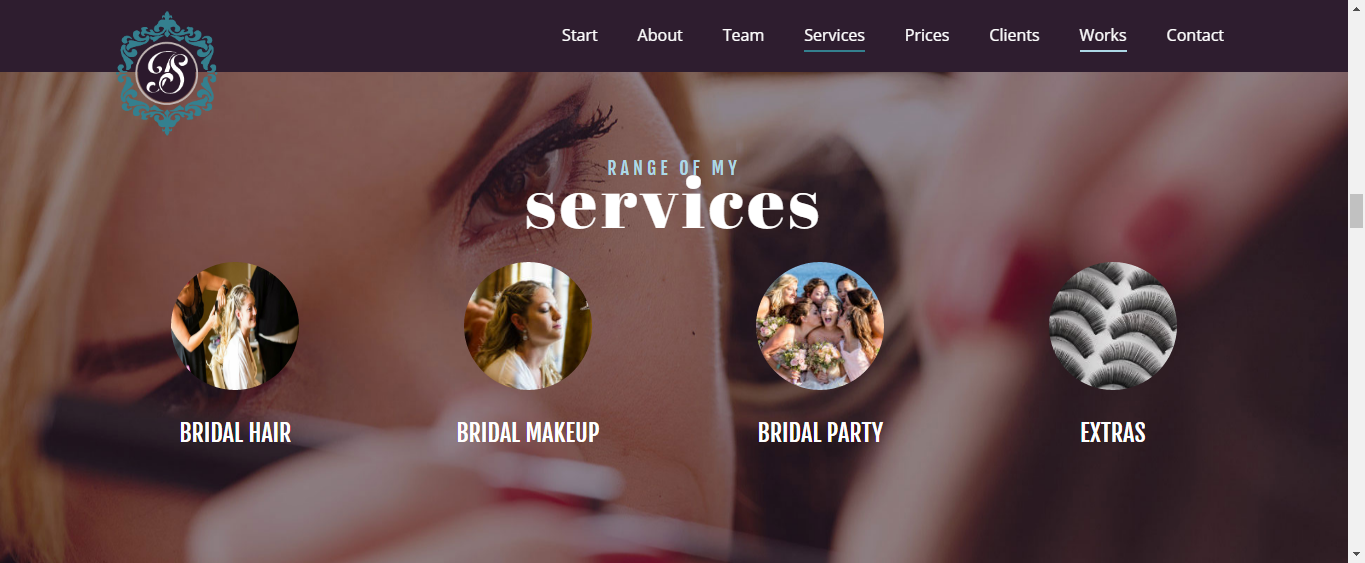 Start About Team Services Prices Clients Works Contact
BS
RANGE OF MY
services
BRIDAL HAIR BRIDAL MAKEUP BRIDAL PARTY EXTRAS